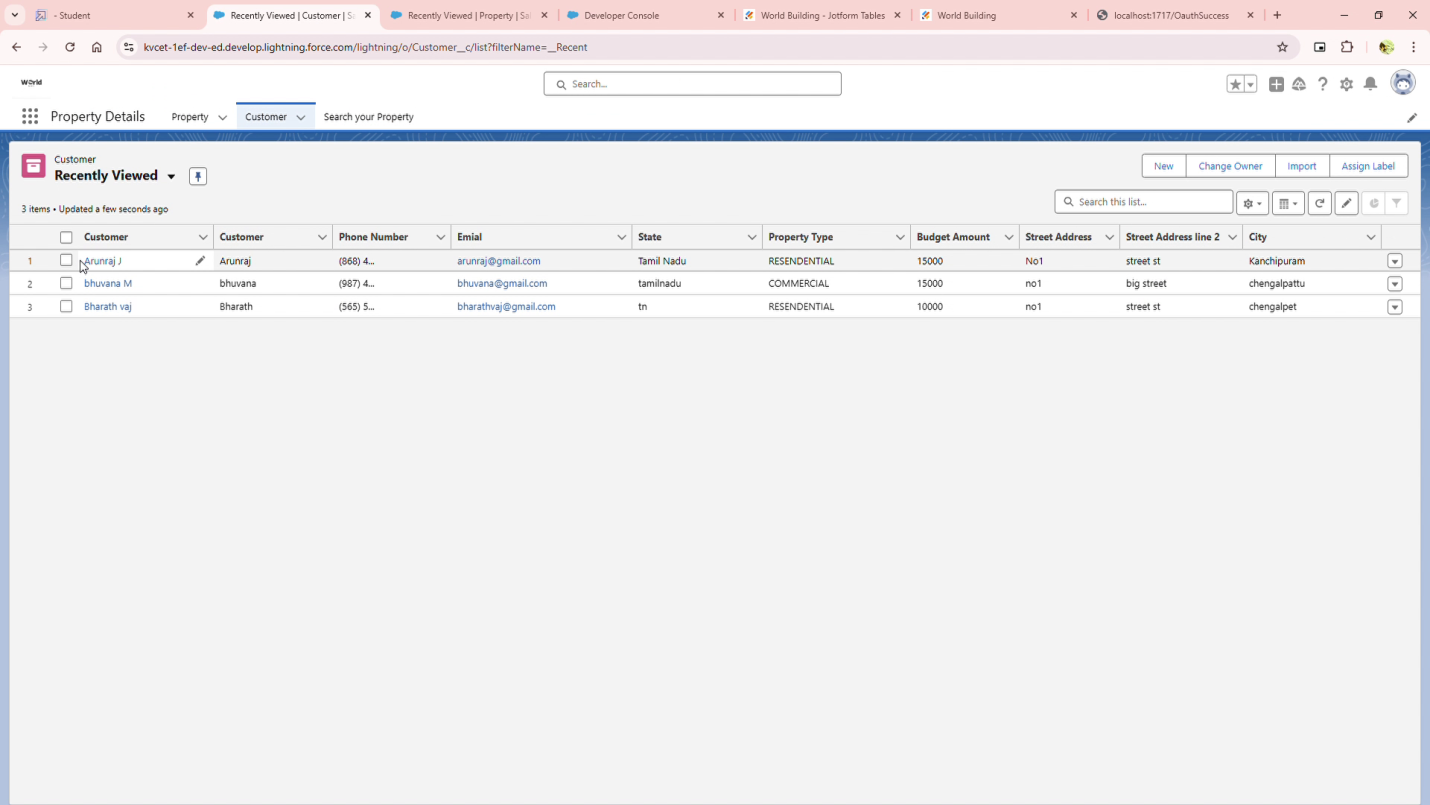 - Student
Recently Viewed | Customer | Sa
Recently Viewed | Property | Sa
Developer Console
World Building - Jotform Tables
World Building
localhost:1717/OauthSuccess
kvcet-1ef-dev-ed.develop.lightning.force.com/lightning/o/Customer__c/list?filterName=__Recent
World
Search...
Property Details
Property
Customer
Search your Property
Customer
Recently Viewed
New
Change Owner
Import
Assign Label
3 items • Updated a few seconds ago
Search this list...
Customer Customer Phone Number Emial State Property Type Budget Amount Street Address Street Address line 2 City
1 Arunraj J Arunraj (868) 4... arunraj@gmail.com Tamil Nadu RESENDENTIAL 15000 No1 street st Kanchipuram
2 bhuvana M bhuvana (987) 4... bhuvana@gmail.com tamilnadu COMMERCIAL 15000 no1 big street chengalpattu
3 Bharath vaj Bharath (565) 5... bharathvaj@gmail.com tn RESENDENTIAL 10000 no1 street st chengalpet